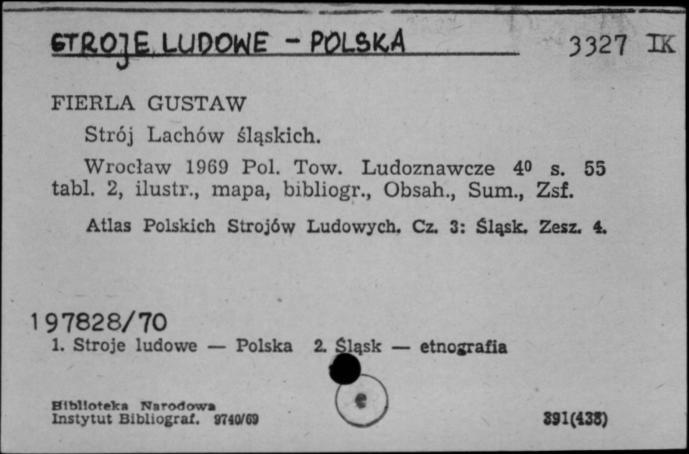 STROJE LUDOWE - POLSKA 3327 IK
FIERLA GUSTAW
Strój Lachów śląskich.
Wrocław 1969 Pol. Tow. Ludoznawcze 4⁰ s. 55
tabl. 2, ilustr., mapa, bibliogr., Obsah., Sum., Zsf.
Atlas Polskich Strojów Ludowych. Cz. 3: Śląsk. Zesz. 4.
197828/70
1. Stroje ludowe — Polska 2. Śląsk — etnografia
e
Biblioteka Narodowa
Instytut Bibliograf. 9740/69 391(438)